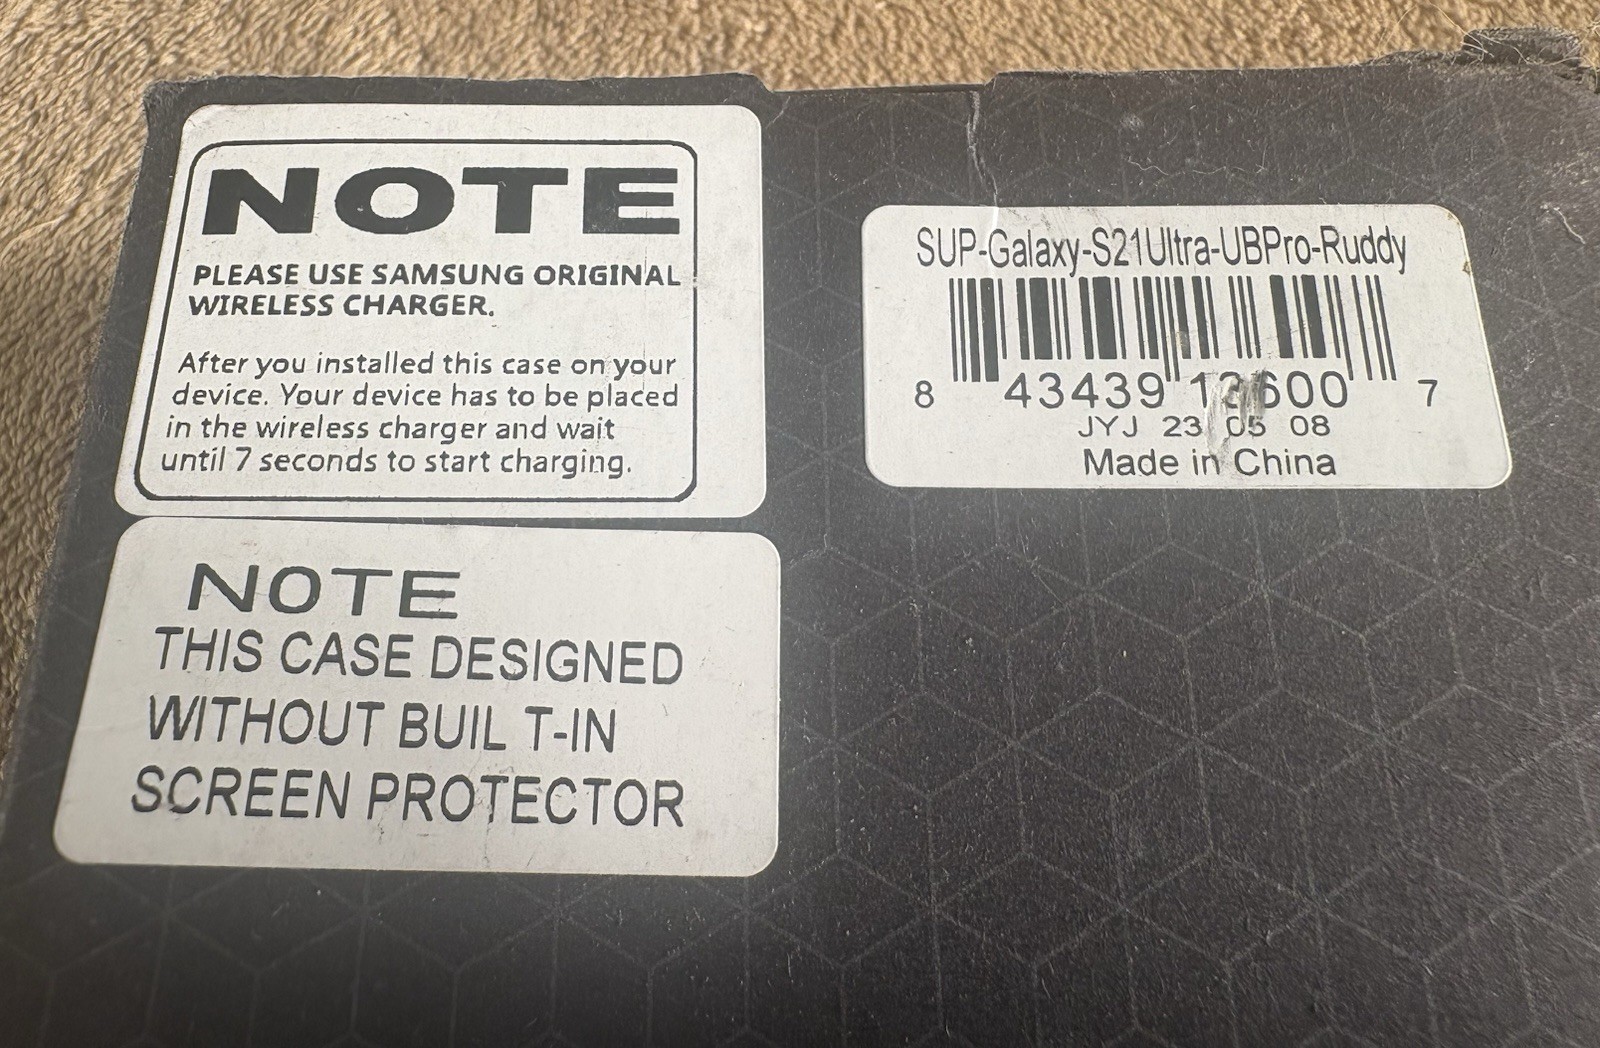 NOTE
PLEASE USE SAMSUNG ORIGINAL
WIRELESS CHARGER.
After you installed this case on your
device. Your device has to be placed
in the wireless charger and wait
until 7 seconds to start charging.
NOTE
THIS CASE DESIGNED
WITHOUT BUIL T-IN
SCREEN PROTECTOR
SUP-Galaxy-S21Ultra-UBPro-Ruddy
8 43439 13600 7
JYJ 23 05 08
Made in China